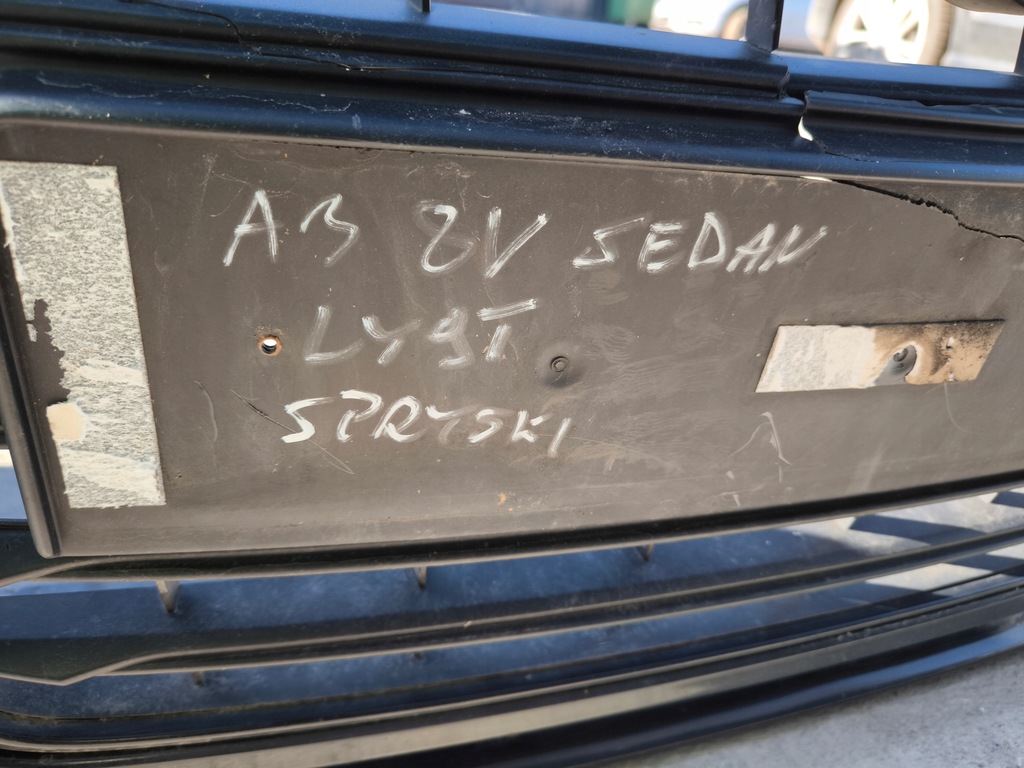 A3 8V SEDAN
LY9T
SPRYSKI